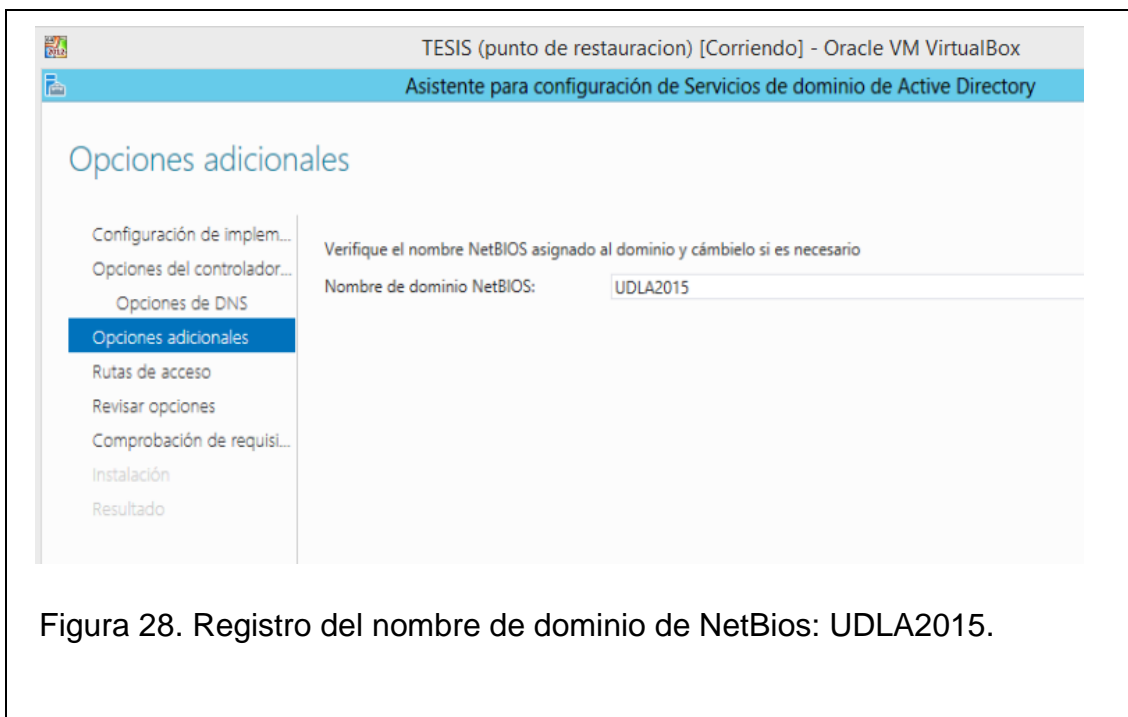 2012
TESIS (punto de restauracion) [Corriendo] - Oracle VM VirtualBox
Asistente para configuración de Servicios de dominio de Active Directory
Opciones adicionales
Configuración de implem...
Opciones del controlador...
Opciones de DNS
Opciones adicionales
Rutas de acceso
Revisar opciones
Comprobación de requisi...
Instalación
Resultado
Verifique el nombre NetBIOS asignado al dominio y cámbielo si es necesario
Nombre de dominio NetBIOS: UDLA2015
Figura 28. Registro del nombre de dominio de NetBios: UDLA2015.